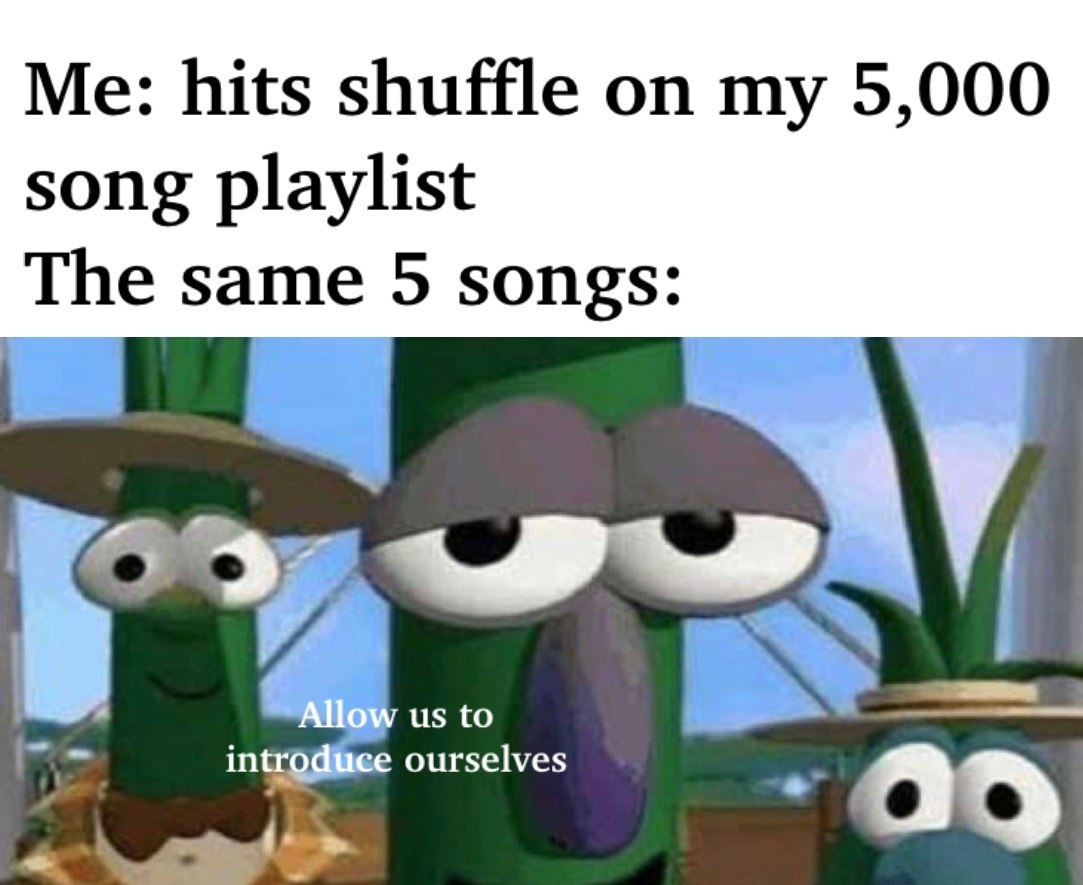 Me: hits shuffle on my 5,000
song playlist
The same 5 songs:
Allow us to
introduce ourselves